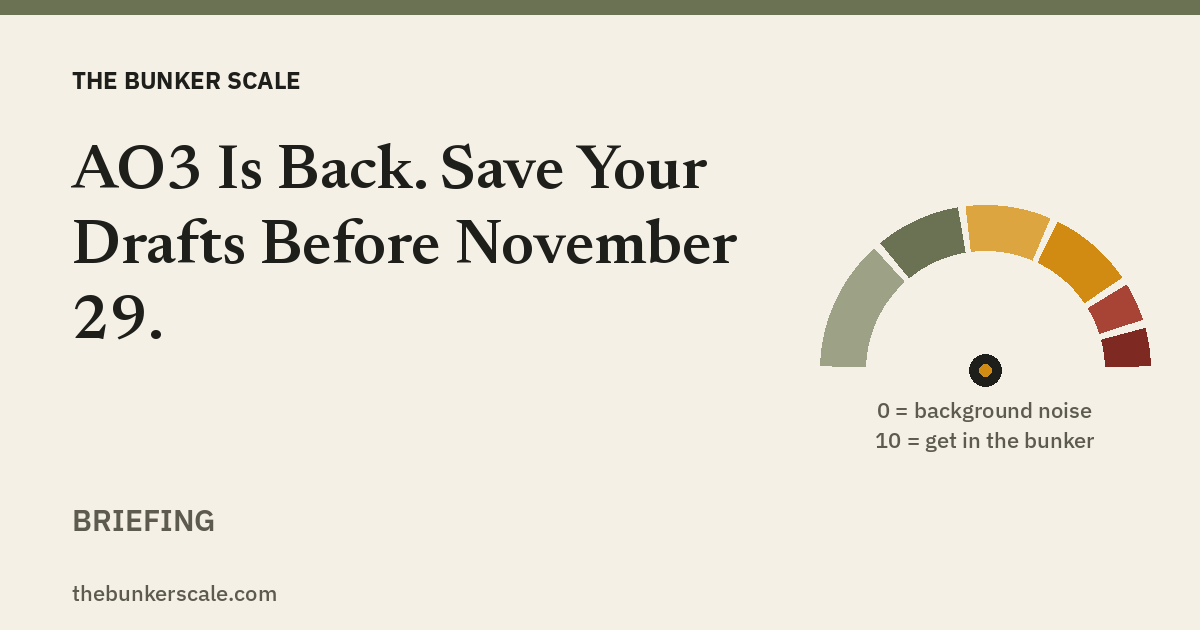 THE BUNKER SCALE
AO3 Is Back. Save Your
Drafts Before November
29.
0 = background noise
10 = get in the bunker
BRIEFING
thebunkerscale.com